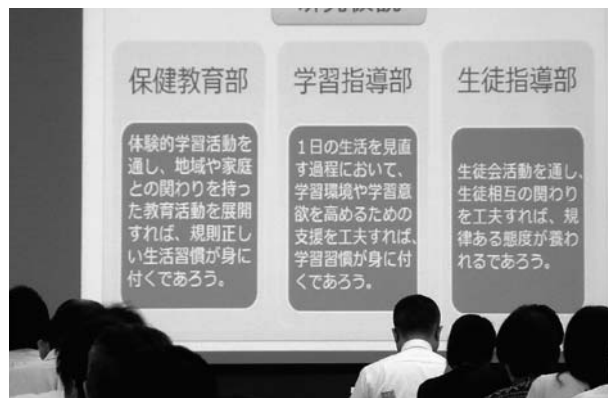 保健教育部
体験的学習活動を
通し、地域や家庭
との関わりを持っ
た教育活動を展開
すれば、規則正し
い生活習慣が身に
付くであろう。
学習指導部
1日の生活を見直
す過程において、
学習環境や学習意
欲を高めるための
支援を工夫すれば、
学習習慣が身に付
くであろう。
生徒指導部
生徒会活動を通し、
生徒相互の関わり
を工夫すれば、規
律ある態度が養わ
れるであろう。